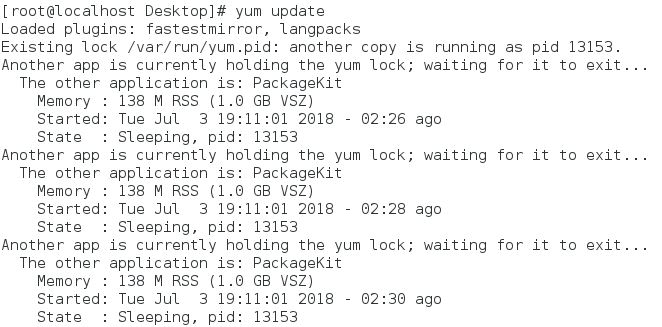 [root@localhost Desktop]# yum update
Loaded plugins: fastestmirror, langpacks
Existing lock /var/run/yum.pid: another copy is running as pid 13153.
Another app is currently holding the yum lock; waiting for it to exit...
  The other application is: PackageKit
    Memory : 138 M RSS (1.0 GB VSZ)
    Started: Tue Jul  3 19:11:01 2018 - 02:26 ago
    State  : Sleeping, pid: 13153
Another app is currently holding the yum lock; waiting for it to exit...
  The other application is: PackageKit
    Memory : 138 M RSS (1.0 GB VSZ)
    Started: Tue Jul  3 19:11:01 2018 - 02:28 ago
    State  : Sleeping, pid: 13153
Another app is currently holding the yum lock; waiting for it to exit...
  The other application is: PackageKit
    Memory : 138 M RSS (1.0 GB VSZ)
    Started: Tue Jul  3 19:11:01 2018 - 02:30 ago
    State  : Sleeping, pid: 13153